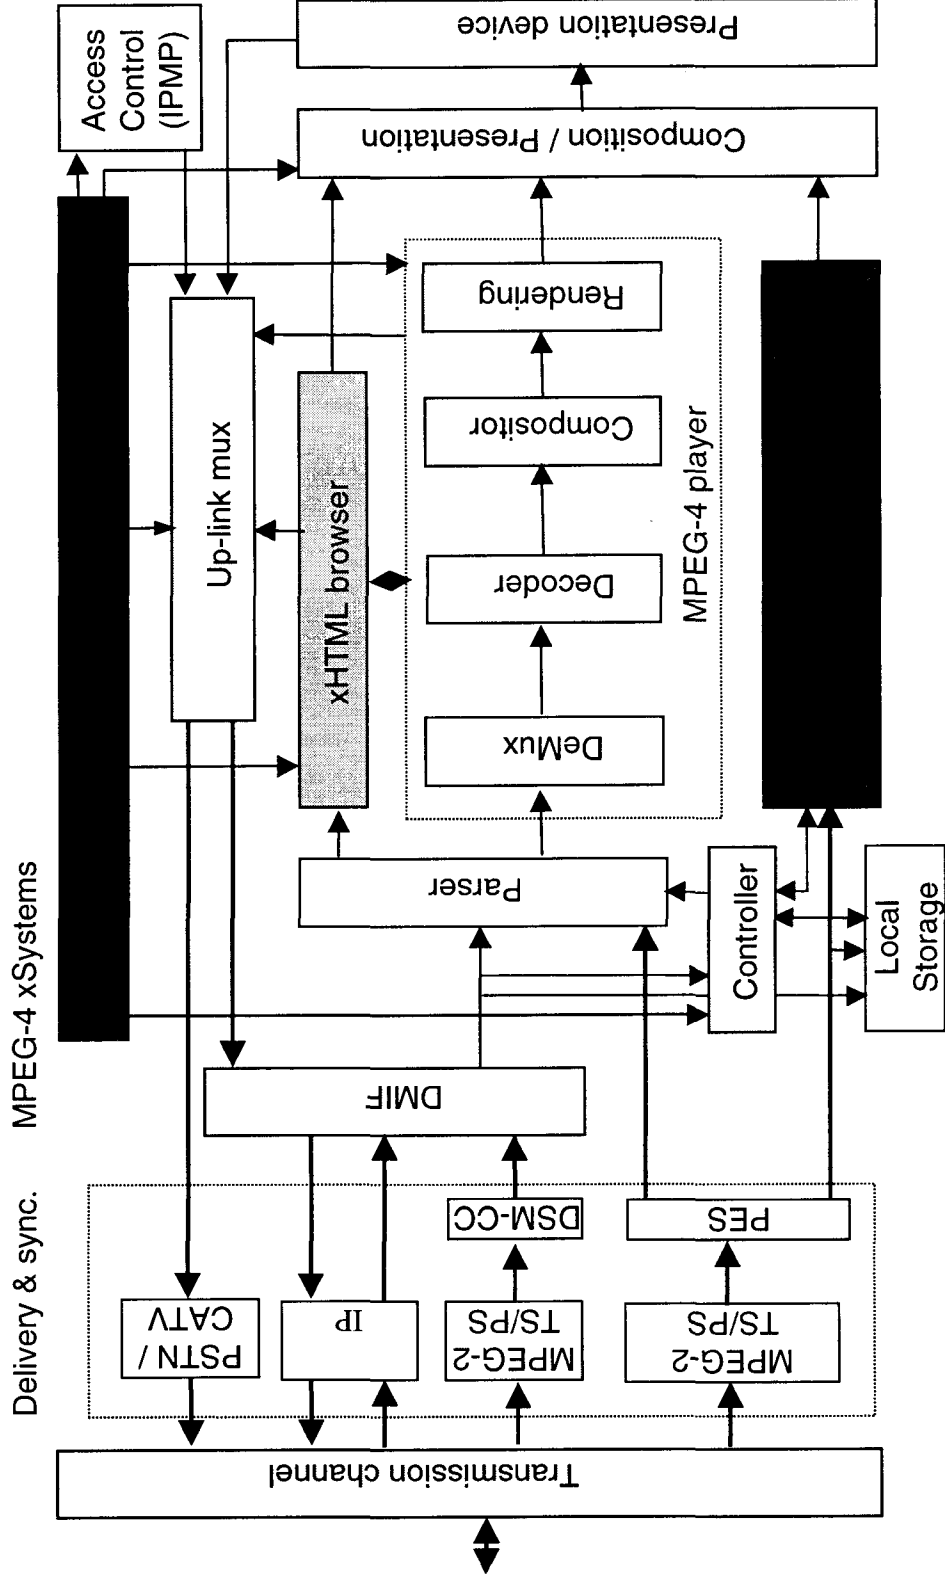 Delivery & sync.
MPEG-4 xSystems
Transmission channel
PSTN /
CATV
IP
MPEG-2
TS/PS
DSM-CC
MPEG-2
TS/PS
PES
DMIF
Up-link mux
Access
Control
(IPMP)
xHTML browser
Parser
DeMux
Decoder
Compositor
Rendering
MPEG-4 player
Controller
Local
Storage
Composition / Presentation
Presentation device